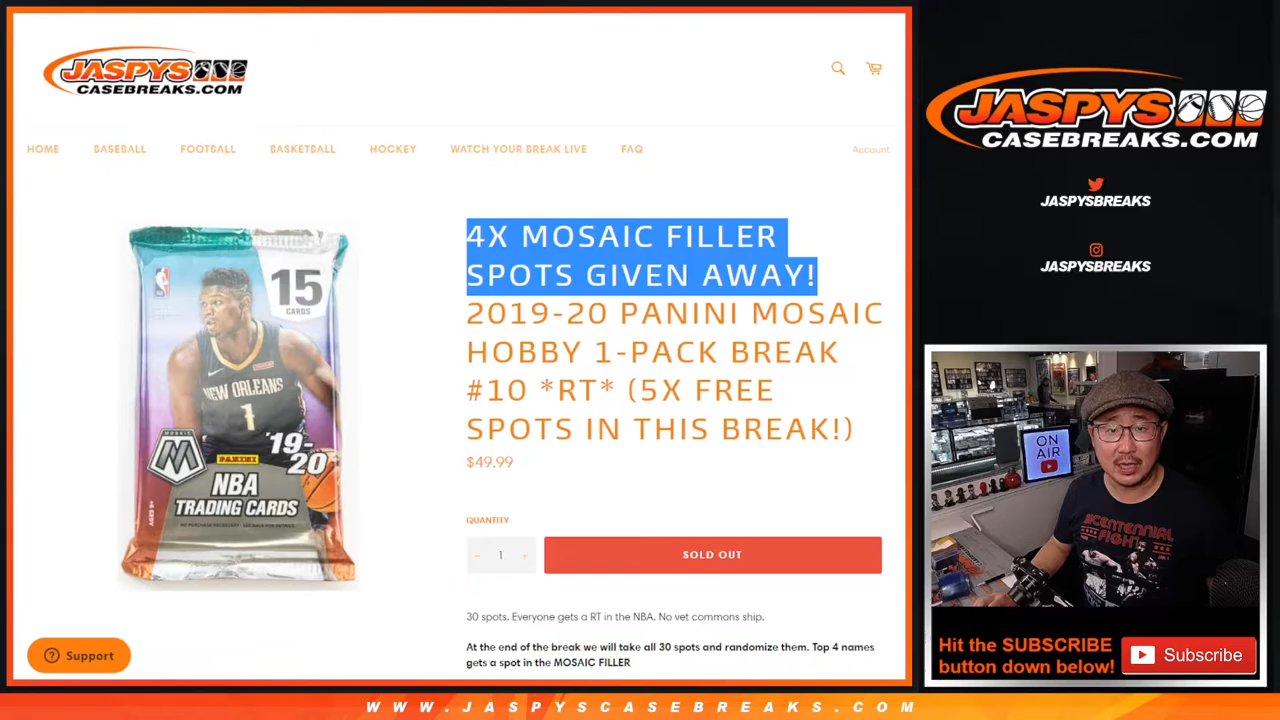 JASPYS
CASEBREAKS.COM
HOME BASEBALL FOOTBALL BASKETBALL HOCKEY WATCH YOUR BREAK LIVE FAQ Account
15
CARDS
NEW ORLEANS
1
MOSAIC
PANINI
'19-20
NBA
TRADING CARDS
AGES 9+
4X MOSAIC FILLER
SPOTS GIVEN AWAY!
2019-20 PANINI MOSAIC
HOBBY 1-PACK BREAK
#10 *RT* (5X FREE
SPOTS IN THIS BREAK!)
$49.99
QUANTITY
− 1 +
SOLD OUT
30 spots. Everyone gets a RT in the NBA. No vet commons ship.
At the end of the break we will take all 30 spots and randomize them. Top 4 names
gets a spot in the MOSAIC FILLER
? Support
JASPYS
CASEBREAKS.COM
JASPYSBREAKS
JASPYSBREAKS
ON
AIR
CENTENNIAL
FIGHT
Hit the SUBSCRIBE
button down below!
Subscribe
WWW.JASPYSCASEBREAKS.COM